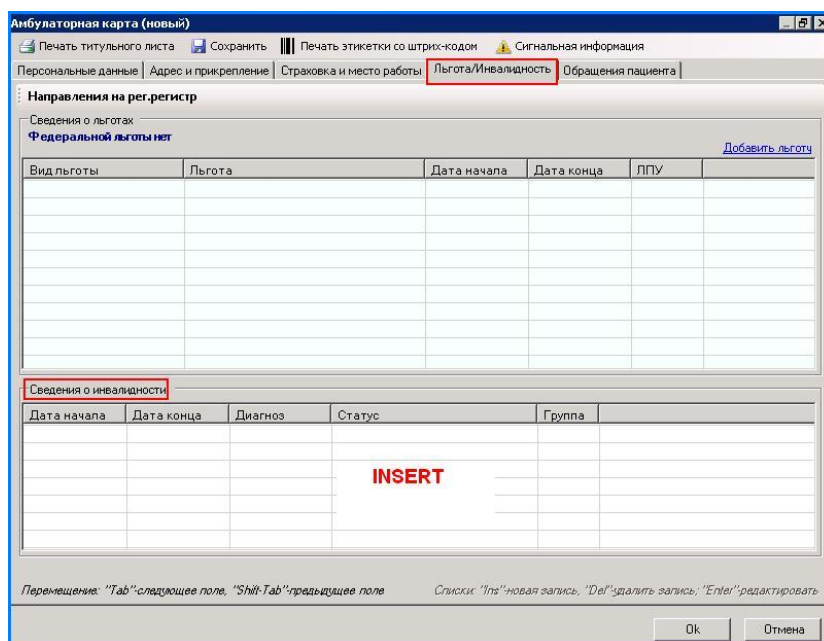 Амбулаторная карта (новый)
Печать титульного листа Сохранить Печать этикетки со штрих-кодом Сигнальная информация
Персональные данные Адрес и прикрепление Страховка и место работы Льгота/Инвалидность Обращения пациента
Направления на рег.регистр
Сведения о льготах
Федеральной льготы нет
Добавить льготу
Вид льготы Льгота Дата начала Дата конца ЛПУ
Сведения о инвалидности
Дата начала Дата конца Диагноз Статус Группа
INSERT
Перемещение: "Tab"-следующее поле, "Shift-Tab"-предыдущее поле Списки: "Ins"-новая запись, "Del"-удалить запись; "Enter"-редактировать
Ok Отмена